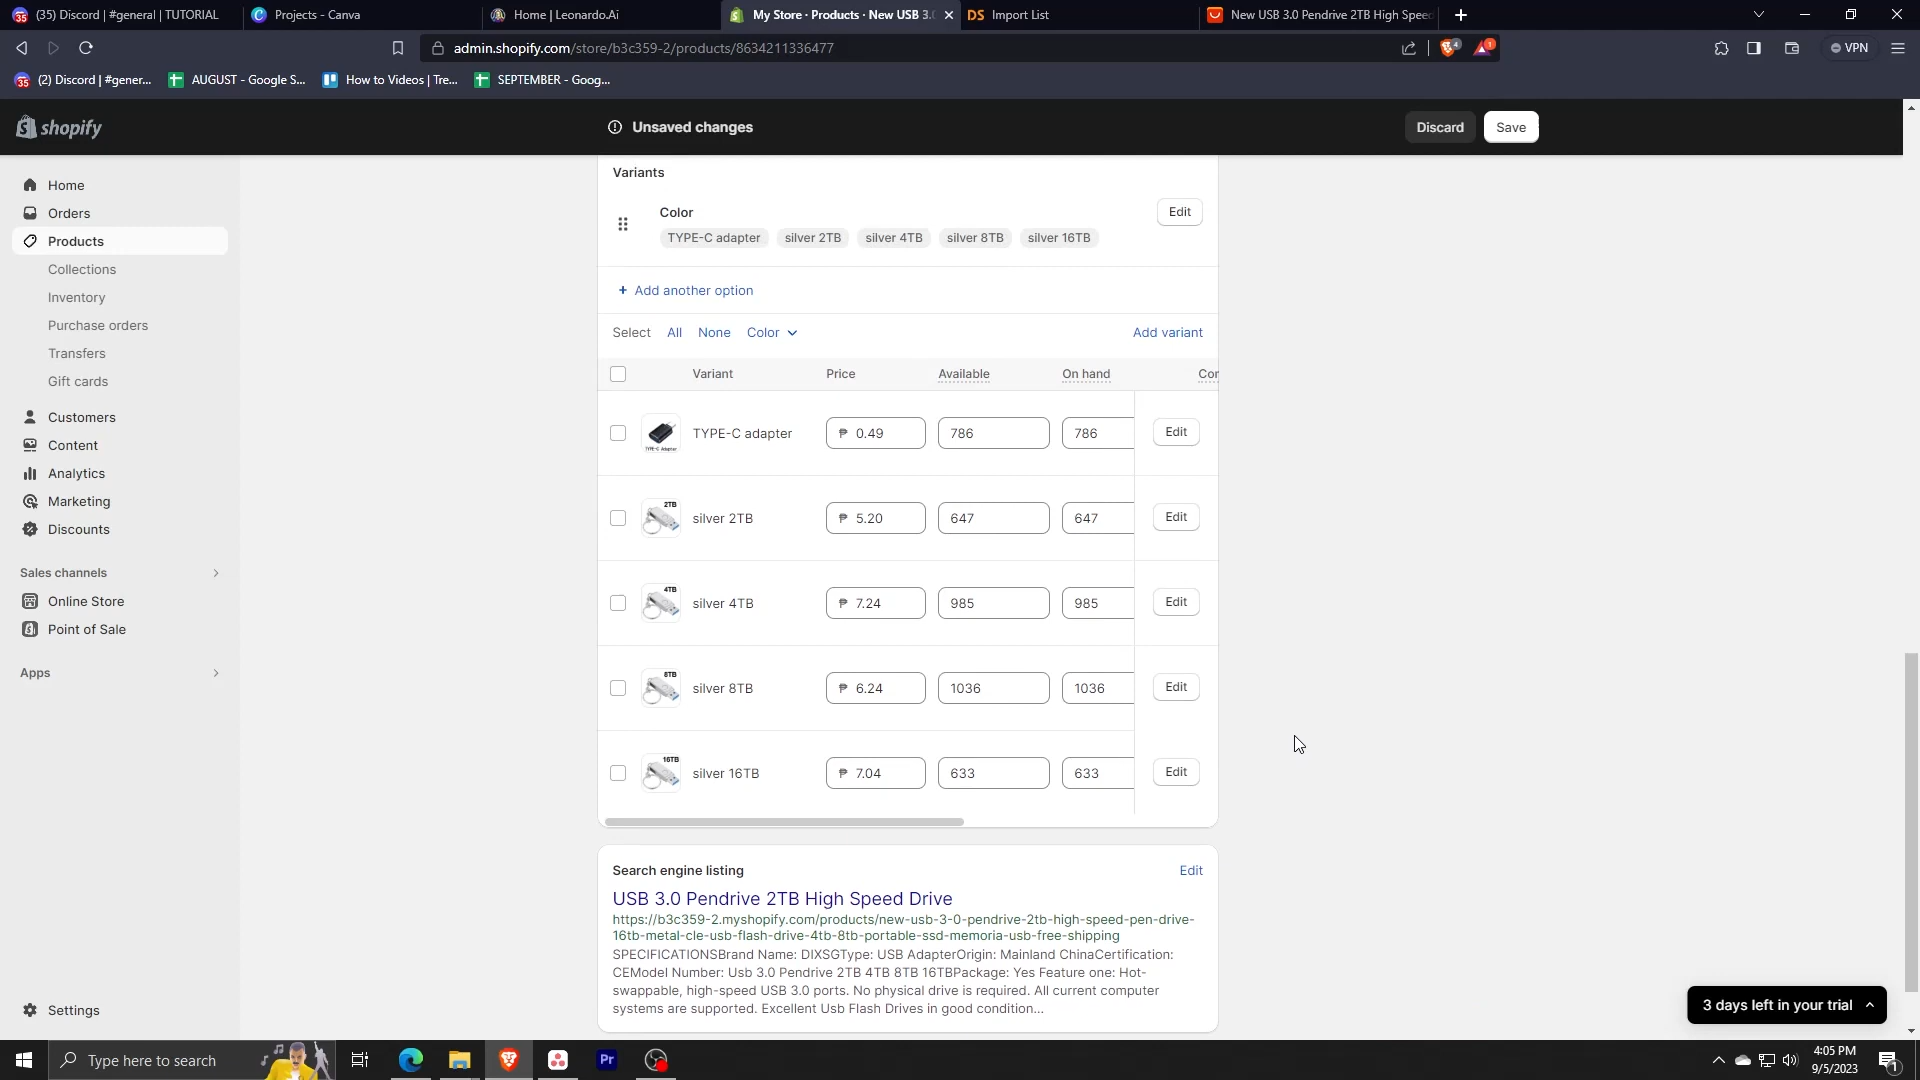 (35) Discord | #general | TUTORIAL
Projects - Canva
Home | Leonardo.Ai
My Store · Products · New USB 3.
DS Import List
New USB 3.0 Pendrive 2TB High Speed
admin.shopify.com/store/b3c359-2/products/8634211336477
4
1
VPN
(2) Discord | #gener...
AUGUST - Google S...
How to Videos | Tre...
SEPTEMBER - Goog...
shopify
Unsaved changes
Discard
Save
Home
Orders
Products
Collections
Inventory
Purchase orders
Transfers
Gift cards
Customers
Content
Analytics
Marketing
Discounts
Sales channels
Online Store
Point of Sale
Apps
Settings
Variants
Color
Edit
TYPE-C adapter silver 2TB silver 4TB silver 8TB silver 16TB
+ Add another option
Select All None Color
Add variant
Variant Price Available On hand Cor
TYPE-C adapter ₱ 0.49 786 786 Edit
2TB
silver 2TB ₱ 5.20 647 647 Edit
4TB
silver 4TB ₱ 7.24 985 985 Edit
8TB
silver 8TB ₱ 6.24 1036 1036 Edit
16TB
silver 16TB ₱ 7.04 633 633 Edit
Search engine listing
Edit
USB 3.0 Pendrive 2TB High Speed Drive
https://b3c359-2.myshopify.com/products/new-usb-3-0-pendrive-2tb-high-speed-pen-drive-
16tb-metal-cle-usb-flash-drive-4tb-8tb-portable-ssd-memoria-usb-free-shipping
SPECIFICATIONSBrand Name: DIXSGType: USB AdapterOrigin: Mainland ChinaCertification:
CEModel Number: Usb 3.0 Pendrive 2TB 4TB 8TB 16TBPackage: Yes Feature one: Hot-
swappable, high-speed USB 3.0 ports. No physical drive is required. All current computer
systems are supported. Excellent Usb Flash Drives in good condition...
3 days left in your trial
Type here to search
Pr
4:05 PM
9/5/2023
1